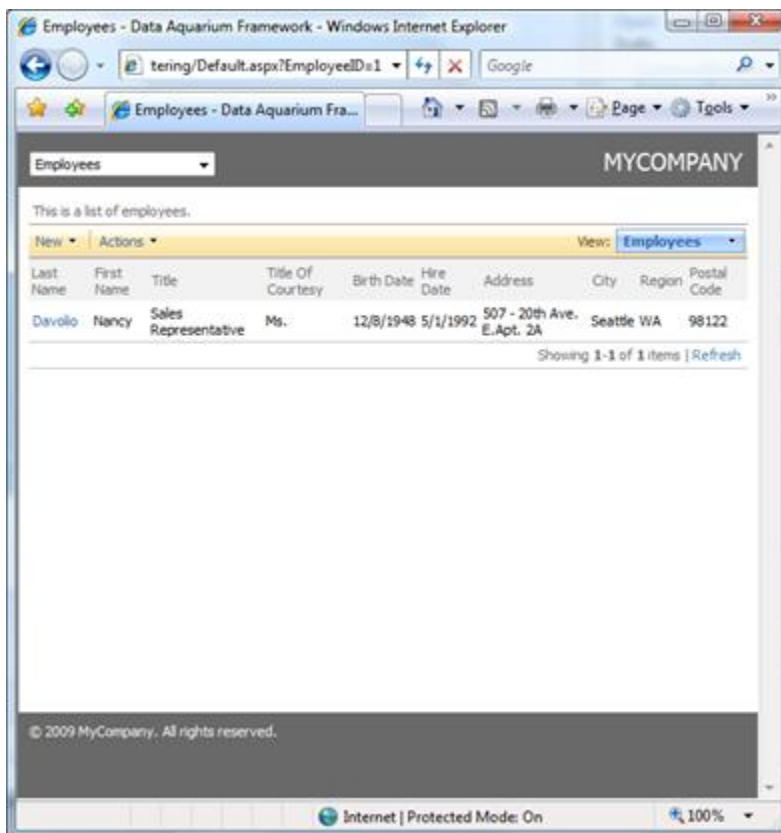 Employees - Data Aquarium Framework - Windows Internet Explorer
tering/Default.aspx?EmployeeID=1
Google
Employees - Data Aquarium Fra...
Page
Tools
Employees
MYCOMPANY
This is a list of employees.
New
Actions
View:
Employees
Last Name
First Name
Title
Title Of Courtesy
Birth Date
Hire Date
Address
City
Region
Postal Code
Davolio
Nancy
Sales Representative
Ms.
12/8/1948
5/1/1992
507 - 20th Ave. E.Apt. 2A
Seattle
WA
98122
Showing 1-1 of 1 items | Refresh
© 2009 MyCompany. All rights reserved.
Internet | Protected Mode: On
100%